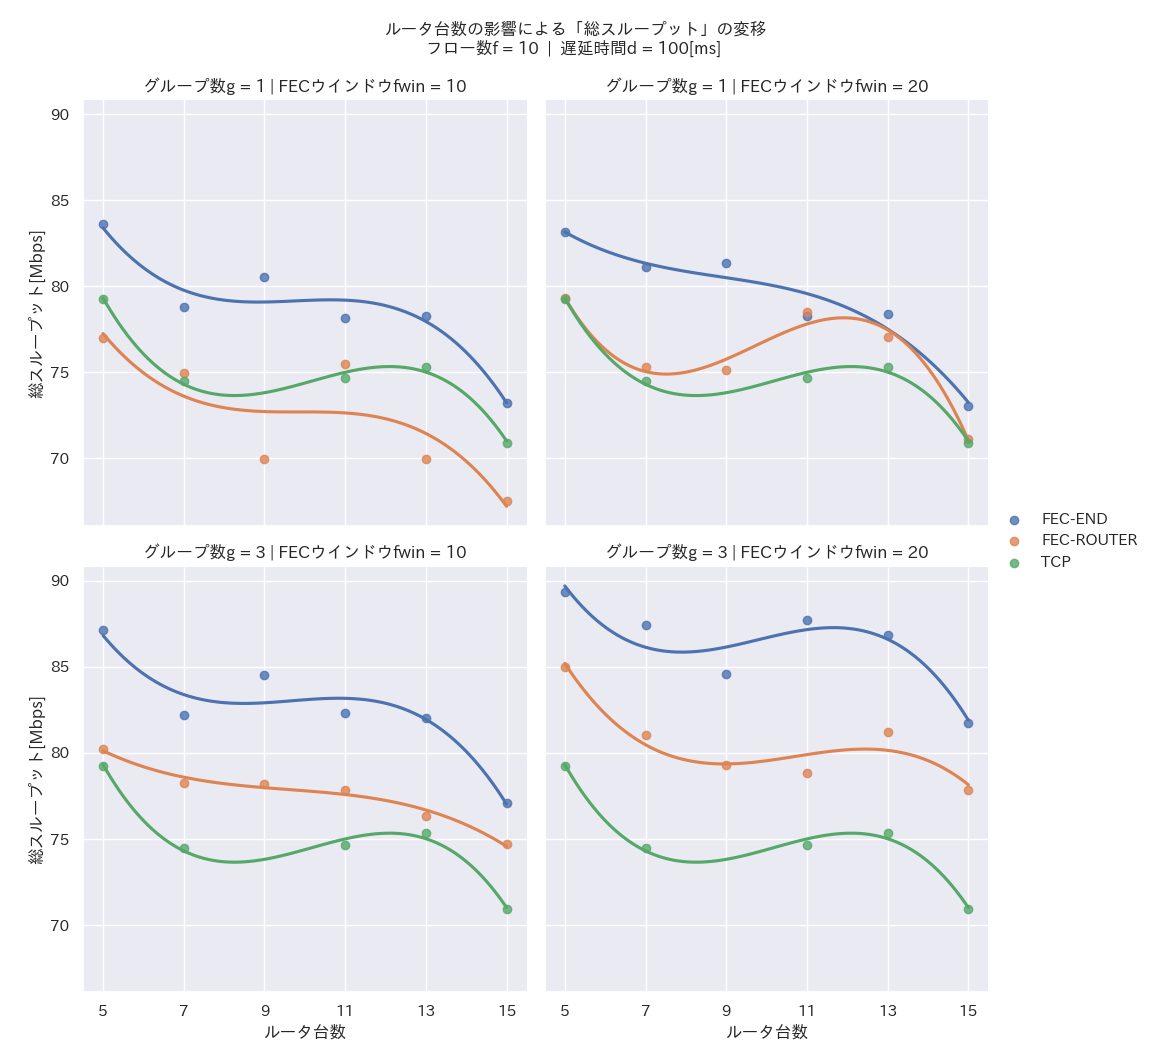 ルータ台数の影響による「総スループット」の変移
フロー数f = 10 | 遅延時間d = 100[ms]
グループ数g = 1 | FECウインドウfwin = 10
グループ数g = 1 | FECウインドウfwin = 20
90
85
80
75
70
総スループット[Mbps]
グループ数g = 3 | FECウインドウfwin = 10
グループ数g = 3 | FECウインドウfwin = 20
90
85
80
75
70
総スループット[Mbps]
5 7 9 11 13 15
ルータ台数
5 7 9 11 13 15
ルータ台数
FEC-END
FEC-ROUTER
TCP